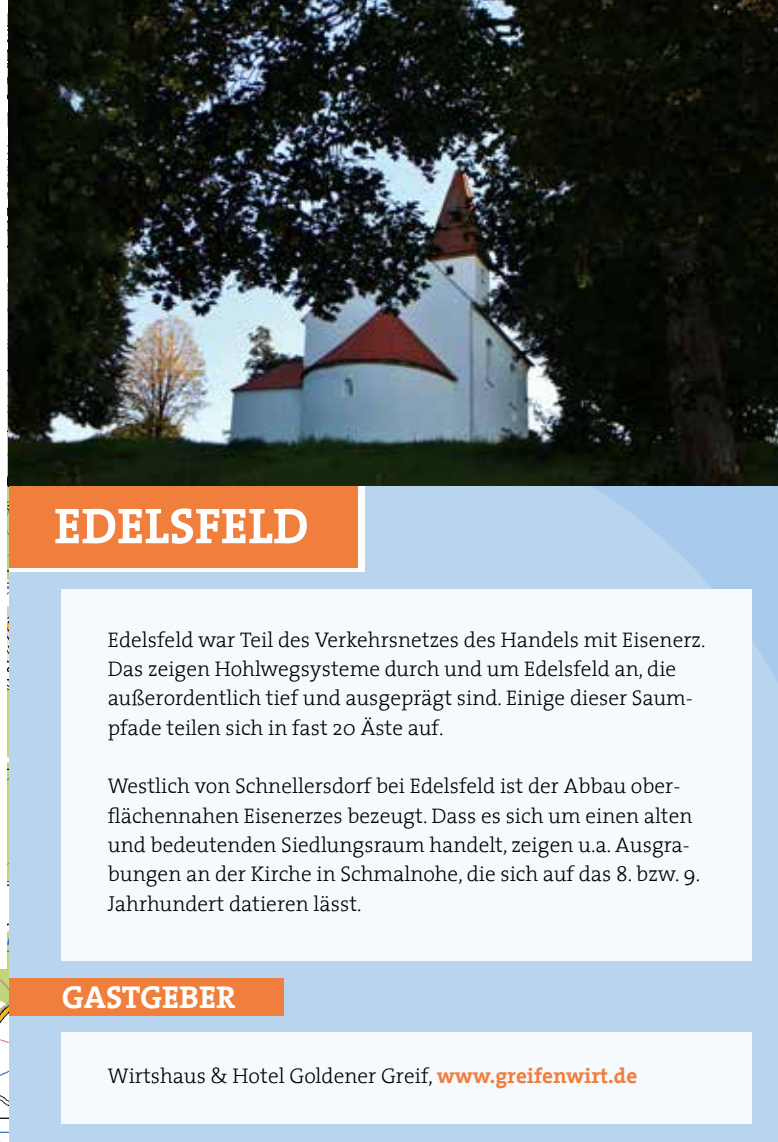 EDELSFELD
Edelsfeld war Teil des Verkehrsnetzes des Handels mit Eisenerz.
Das zeigen Hohlwegsysteme durch und um Edelsfeld an, die
außerordentlich tief und ausgeprägt sind. Einige dieser Saum-
pfade teilen sich in fast 20 Äste auf.
Westlich von Schnellersdorf bei Edelsfeld ist der Abbau ober-
flächennahen Eisenerzes bezeugt. Dass es sich um einen alten
und bedeutenden Siedlungsraum handelt, zeigen u.a. Ausgra-
bungen an der Kirche in Schmalnohe, die sich auf das 8. bzw. 9.
Jahrhundert datieren lässt.
GASTGEBER
Wirtshaus & Hotel Goldener Greif, www.greifenwirt.de